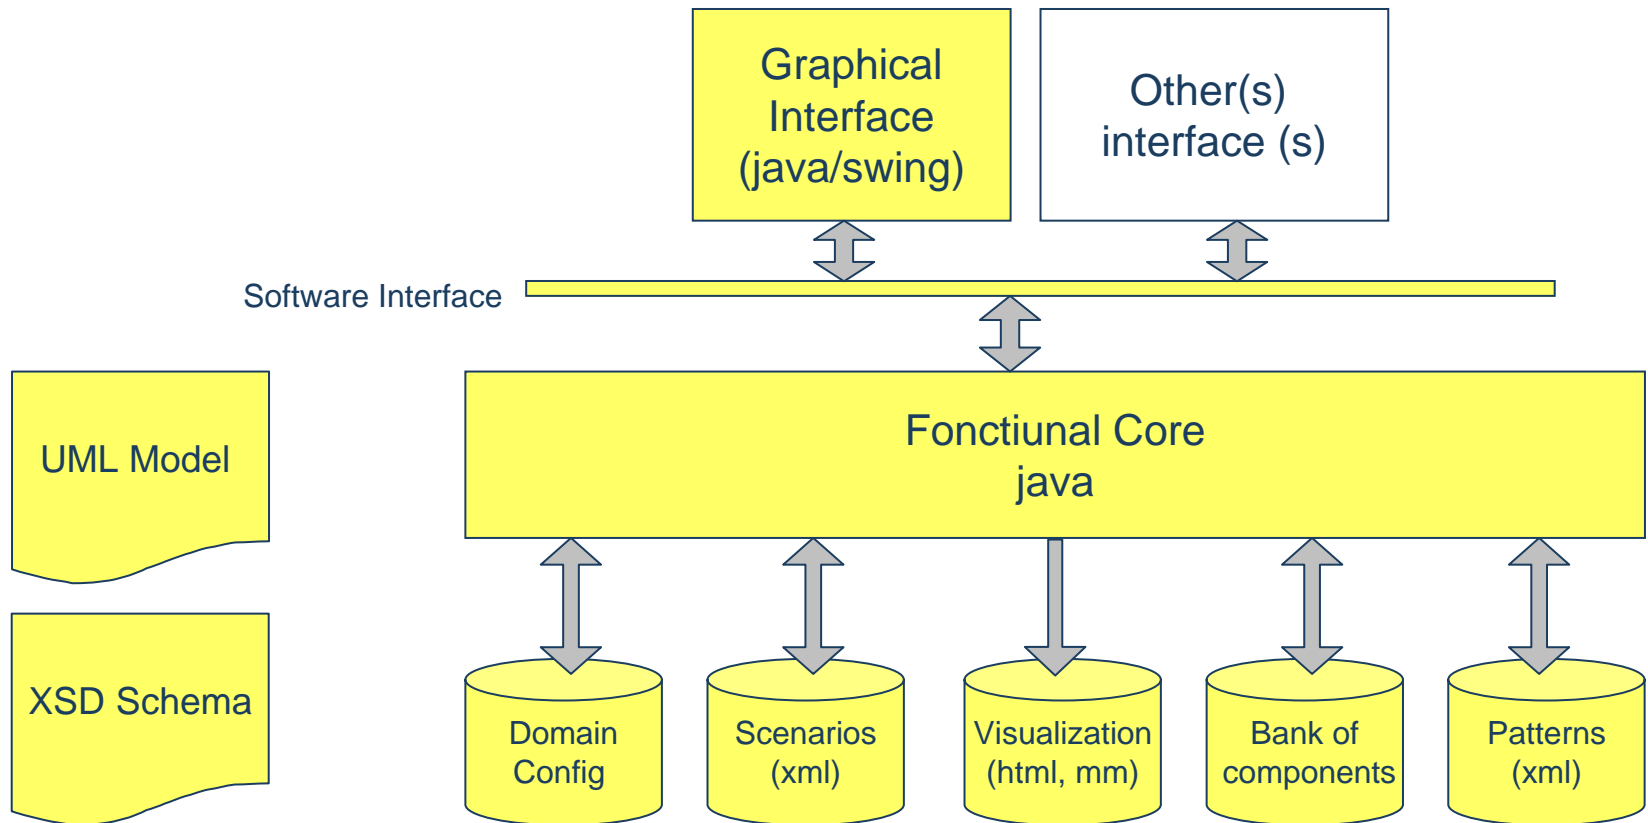 Graphical
Interface
(java/swing)
Other(s)
interface (s)
Software Interface
UML Model
Fonctiunal Core
java
XSD Schema
Domain
Config
Scenarios
(xml)
Visualization
(html, mm)
Bank of
components
Patterns
(xml)